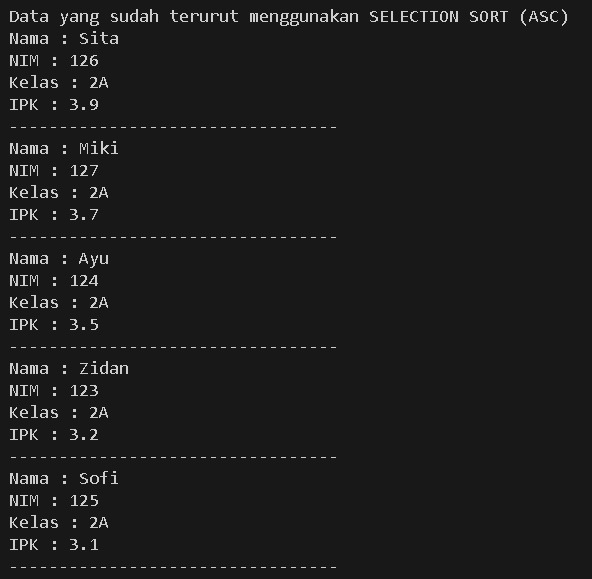 Data yang sudah terurut menggunakan SELECTION SORT (ASC)
Nama : Sita
NIM : 126
Kelas : 2A
IPK : 3.9
---------------------------------
Nama : Miki
NIM : 127
Kelas : 2A
IPK : 3.7
---------------------------------
Nama : Ayu
NIM : 124
Kelas : 2A
IPK : 3.5
---------------------------------
Nama : Zidan
NIM : 123
Kelas : 2A
IPK : 3.2
---------------------------------
Nama : Sofi
NIM : 125
Kelas : 2A
IPK : 3.1
---------------------------------